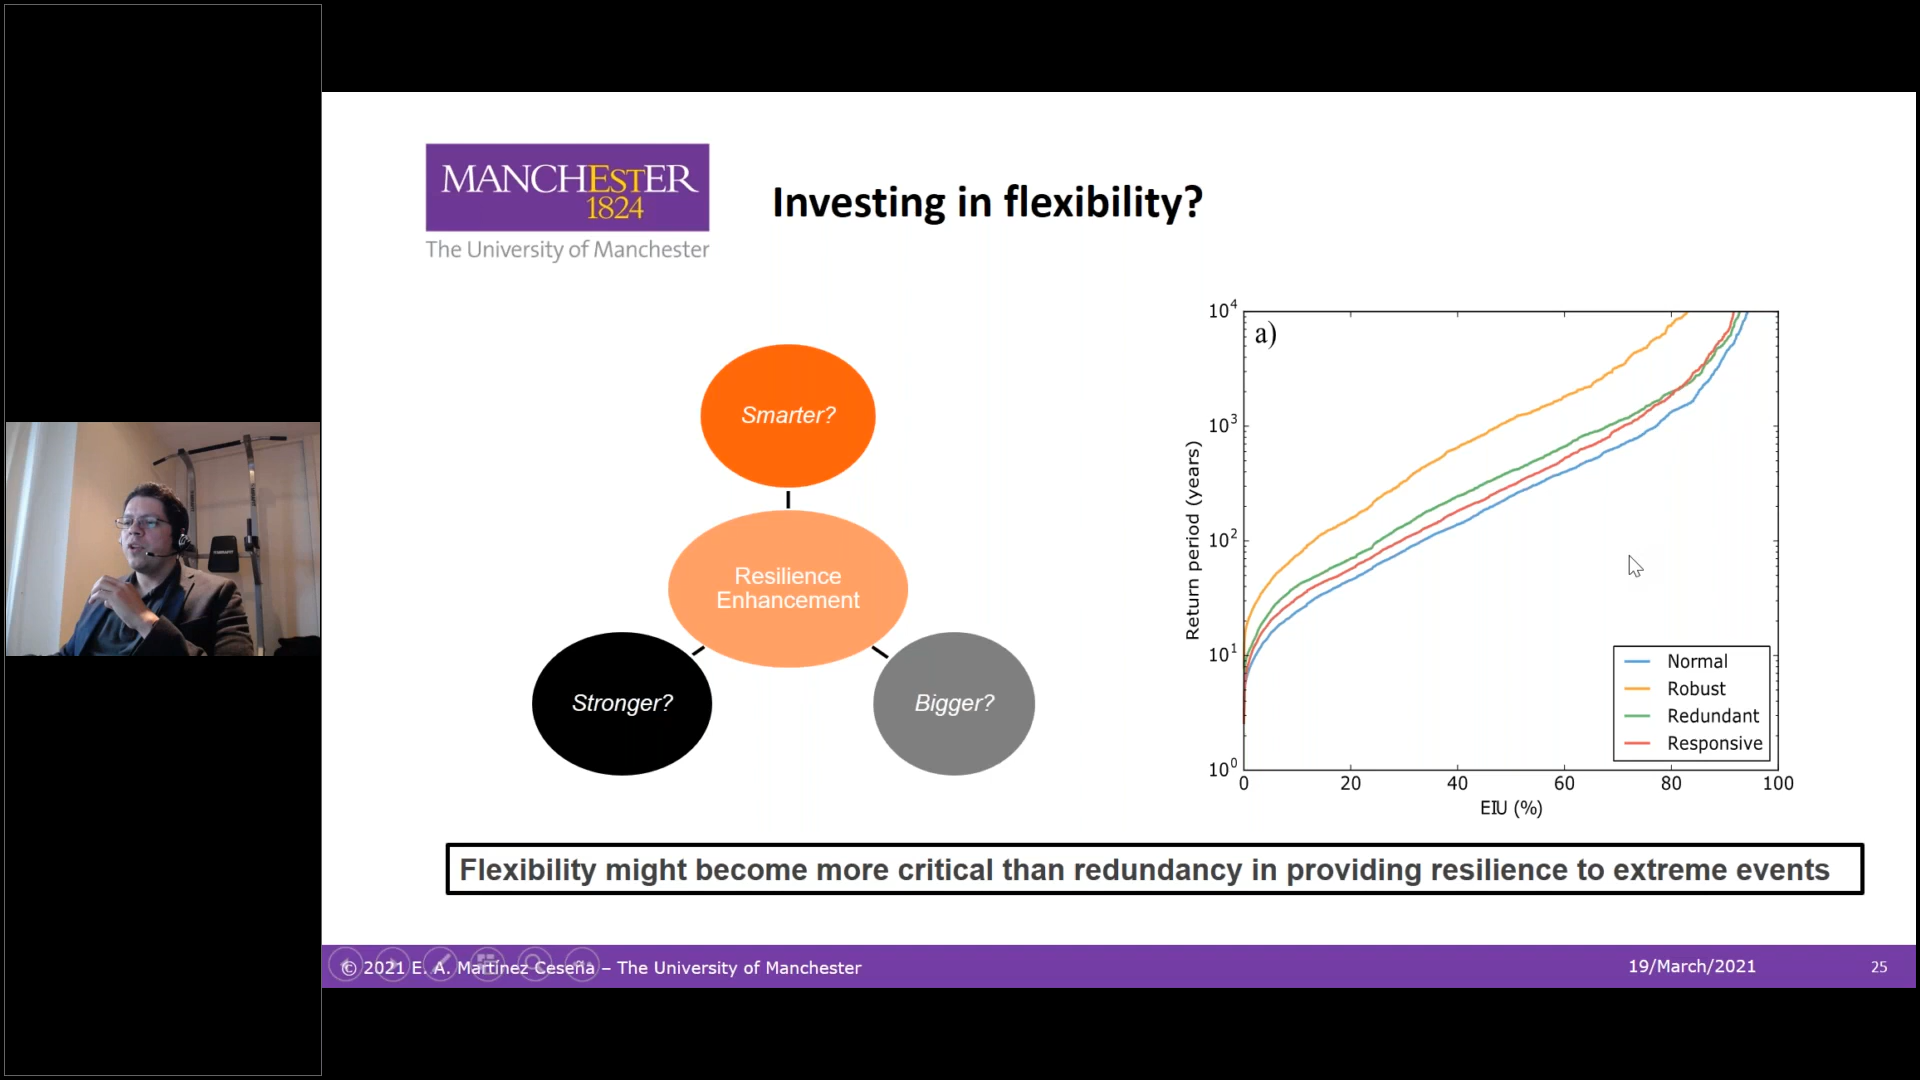 MANCHEsTER
1824
The University of Manchester
Investing in flexibility?
Smarter?
Resilience
Enhancement
Stronger?
Bigger?
a)
10⁴
10³
10²
10¹
10⁰
Return period (years)
0 20 40 60 80 100
EIU (%)
Normal
Robust
Redundant
Responsive
Flexibility might become more critical than redundancy in providing resilience to extreme events
© 2021 E. A. Martínez Ceseña – The University of Manchester
19/March/2021
25